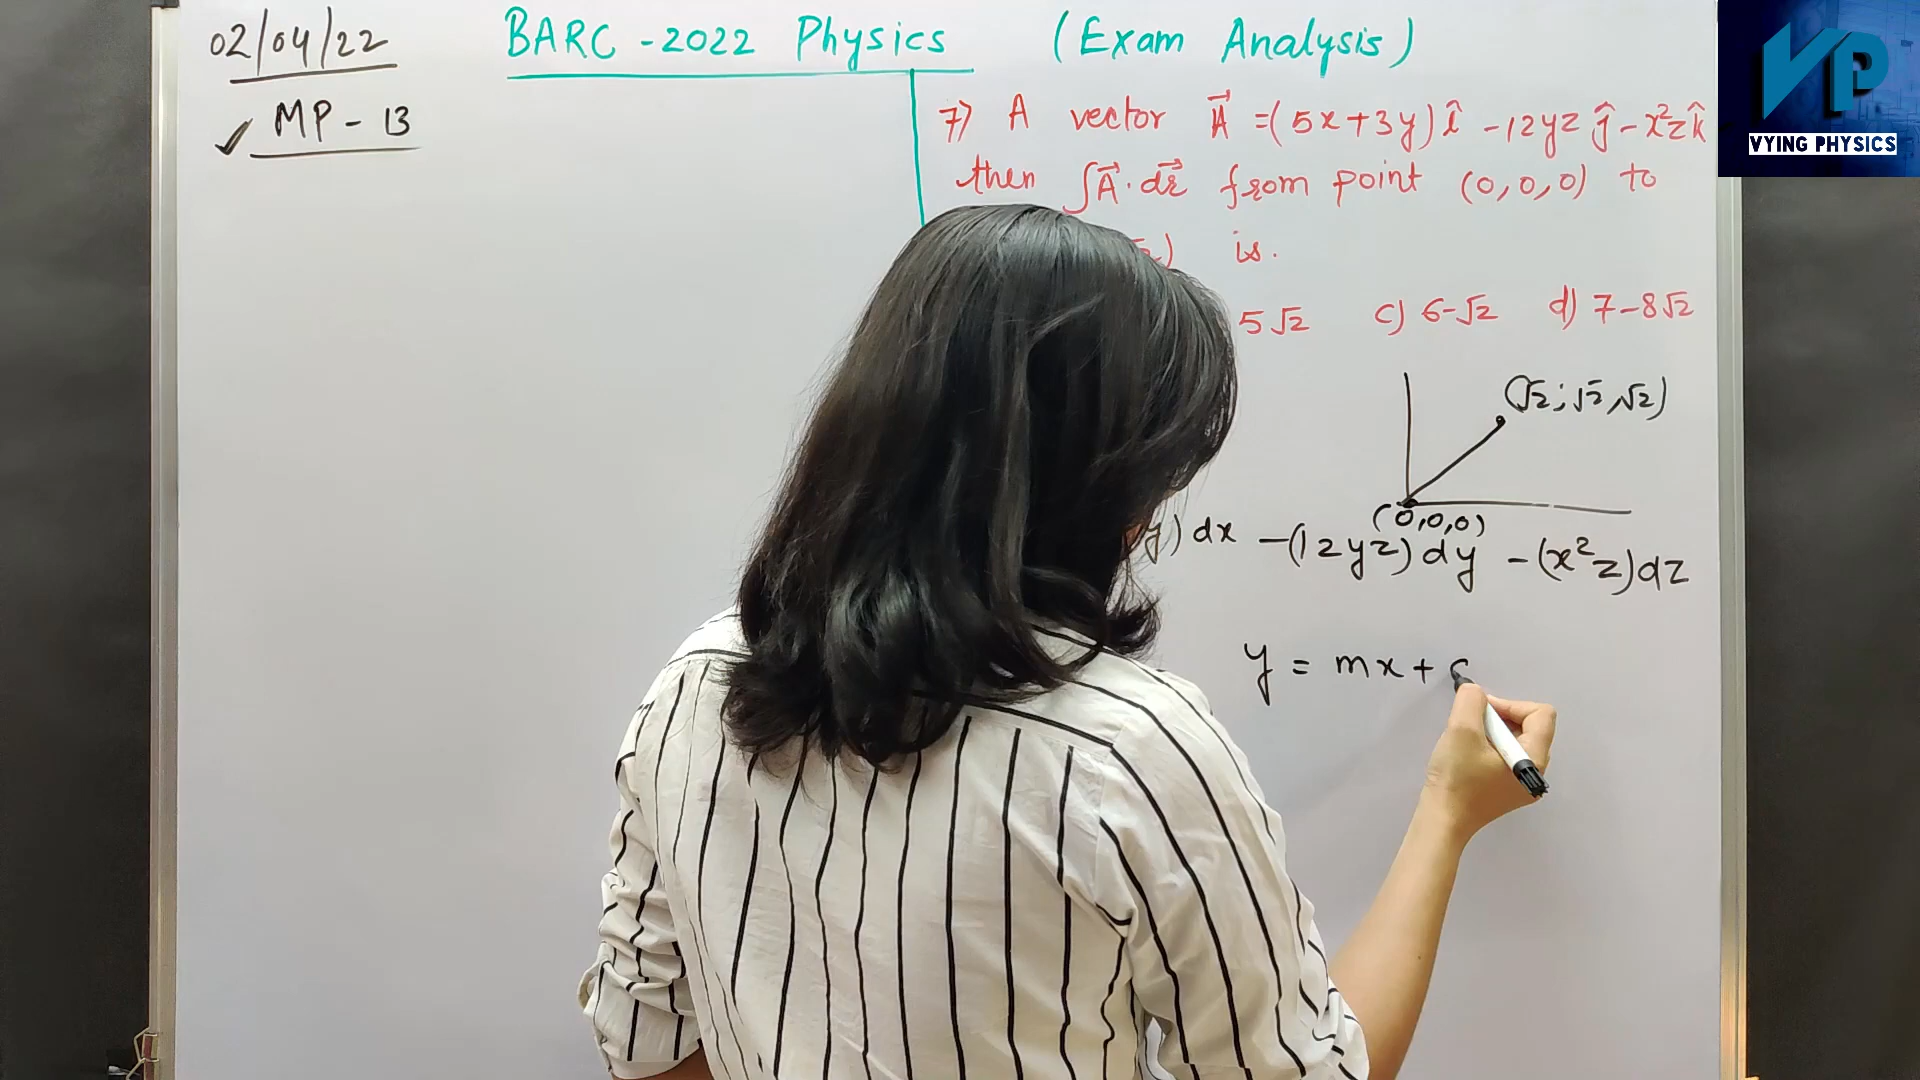 02/04/22
BARC - 2022 Physics (Exam Analysis)
✓ MP - 13
7) A vector A⃗ = (5x+3y) î - 12yz ĵ - x²z k̂
then ∫A⃗ · dr⃗ from point (0,0,0) to
) is.
5√2 c) 6-√2 d) 7-8√2
(√2, √2, √2)
(0,0,0)
y) dx - (12yz) dy - (x²z) dz
y = mx + c
VP
VYING PHYSICS